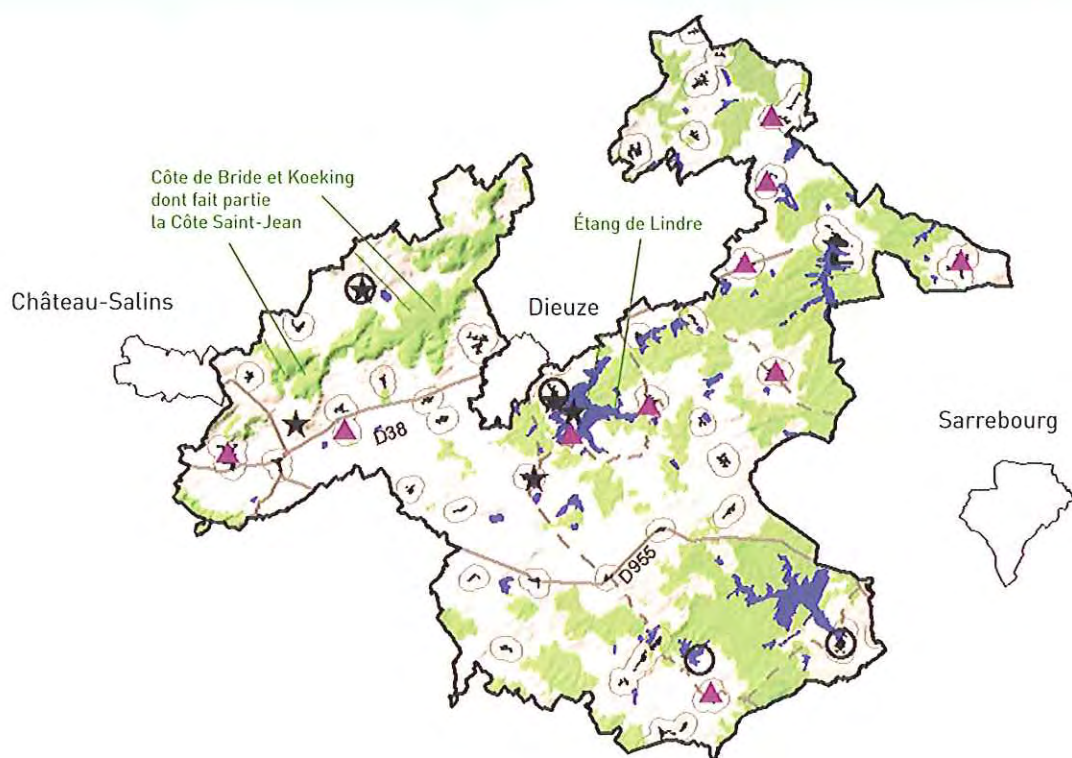 Côte de Bride et Koeking
dont fait partie
la Côte Saint-Jean
Étang de Lindre
Château-Salins
Dieuze
Sarrebourg
D38
D955